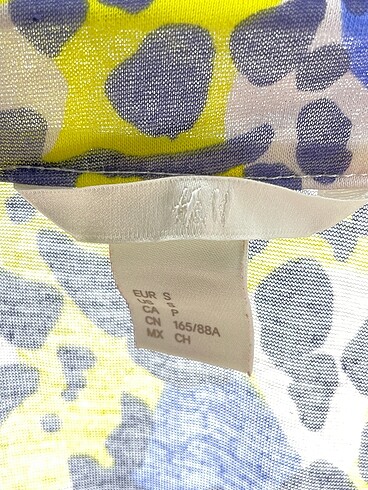 H&M
EUR S
US S
CA P
CN 165/88A
MX CH